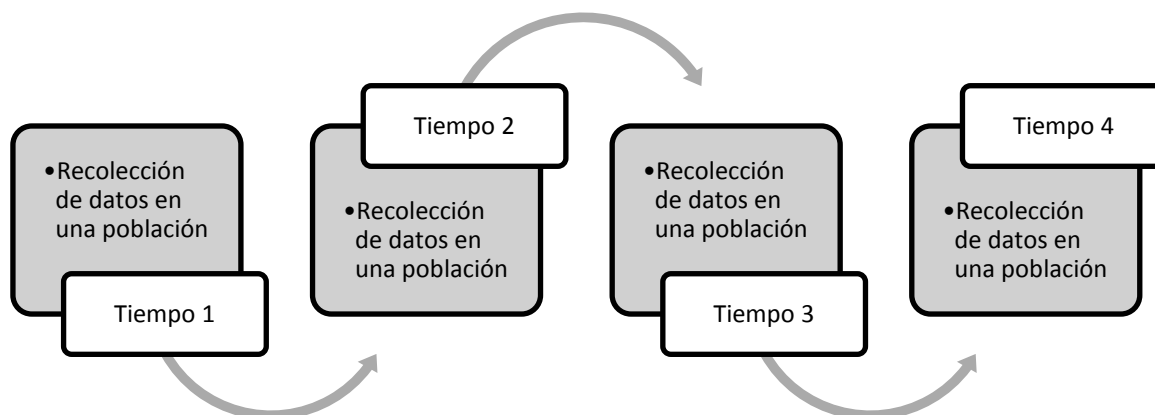 •Recolección
de datos en
una población
Tiempo 1
Tiempo 2
•Recolección
de datos en
una población
•Recolección
de datos en
una población
Tiempo 3
Tiempo 4
•Recolección
de datos en
una población